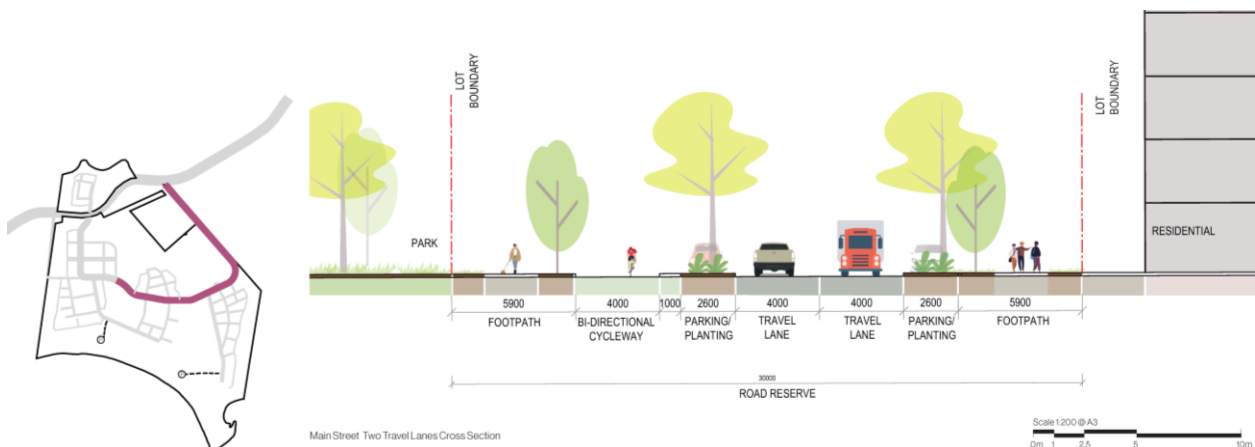 LOT
BOUNDARY
LOT
BOUNDARY
PARK
RESIDENTIAL
5900
4000
1000
2600
4000
4000
2600
5900
FOOTPATH
BI-DIRECTIONAL
CYCLEWAY
PARKING/
PLANTING
TRAVEL
LANE
TRAVEL
LANE
PARKING/
PLANTING
FOOTPATH
30000
ROAD RESERVE
Main Street Two Travel Lanes Cross Section
Scale 1:200 @ A3
0m 1 2.5 5 10m